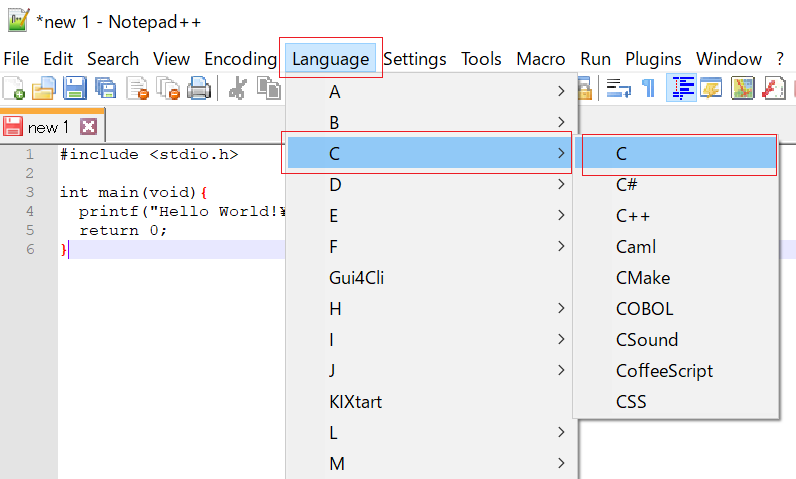 *new 1 - Notepad++
File Edit Search View Encoding Language Settings Tools Macro Run Plugins Window ?
new 1
1 #include <stdio.h>
2
3 int main(void){
4 printf("Hello World!¥
5 return 0;
6 }
A
B
C
D
E
F
Gui4Cli
H
I
J
KIXtart
L
M
C
C#
C++
Caml
CMake
COBOL
CSound
CoffeeScript
CSS